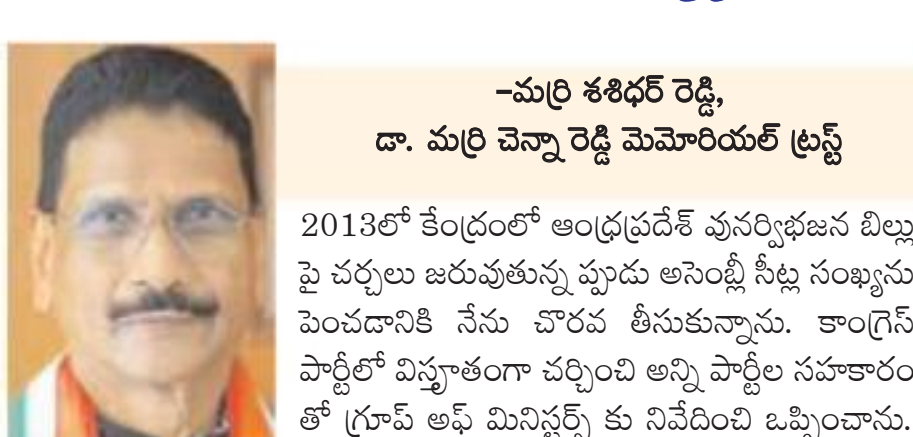 –మర్రి శశిధర్ రెడ్డి,
డా. మర్రి చెన్నా రెడ్డి మెమోరియల్ ట్రస్ట్
2013లో కేంద్రంలో ఆంధ్రప్రదేశ్ వునర్విభజన బిల్లు
పై చర్చలు జరువుతున్న ప్పుడు అసెంబ్లీ సీట్ల సంఖ్యను
పెంచడానికి నేను చొరవ తీసుకున్నాను. కాంగ్రెస్
పార్టీలో విస్తృతంగా చర్చించి అన్ని పార్టీల సహకారం
తో గ్రూప్ అఫ్ మినిస్టర్స్ కు నివేదించి ఒప్పించాను.